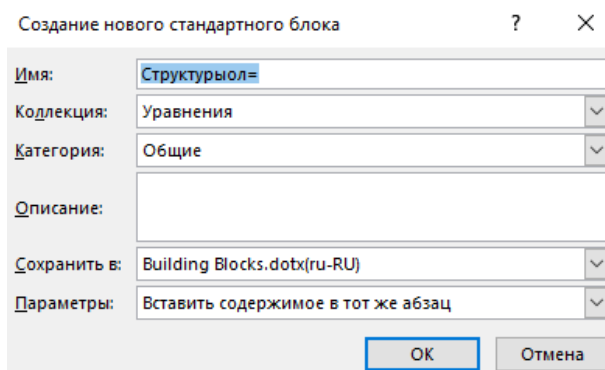 Создание нового стандартного блока ?
Имя: Структурыол=
Коллекция: Уравнения
Категория: Общие
Описание:
Сохранить в: Building Blocks.dotx(ru-RU)
Параметры: Вставить содержимое в тот же абзац
ОК Отмена